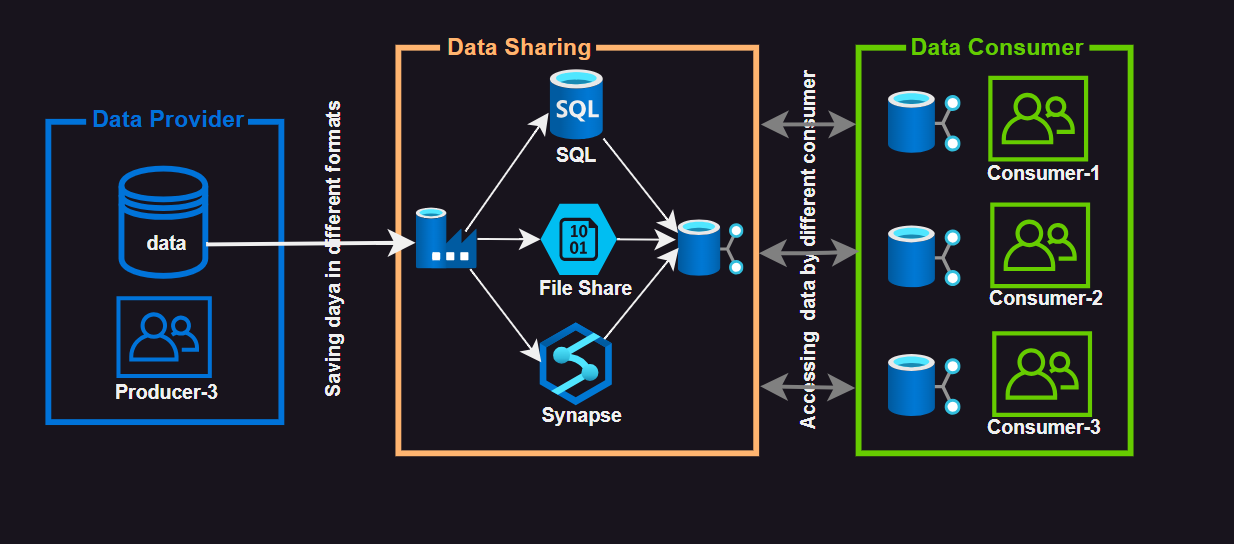 Data Provider
data
Producer-3
Saving daya in different formats
Data Sharing
SQL
SQL
10
01
File Share
Synapse
Accessing data by different consumer
Data Consumer
Consumer-1
Consumer-2
Consumer-3